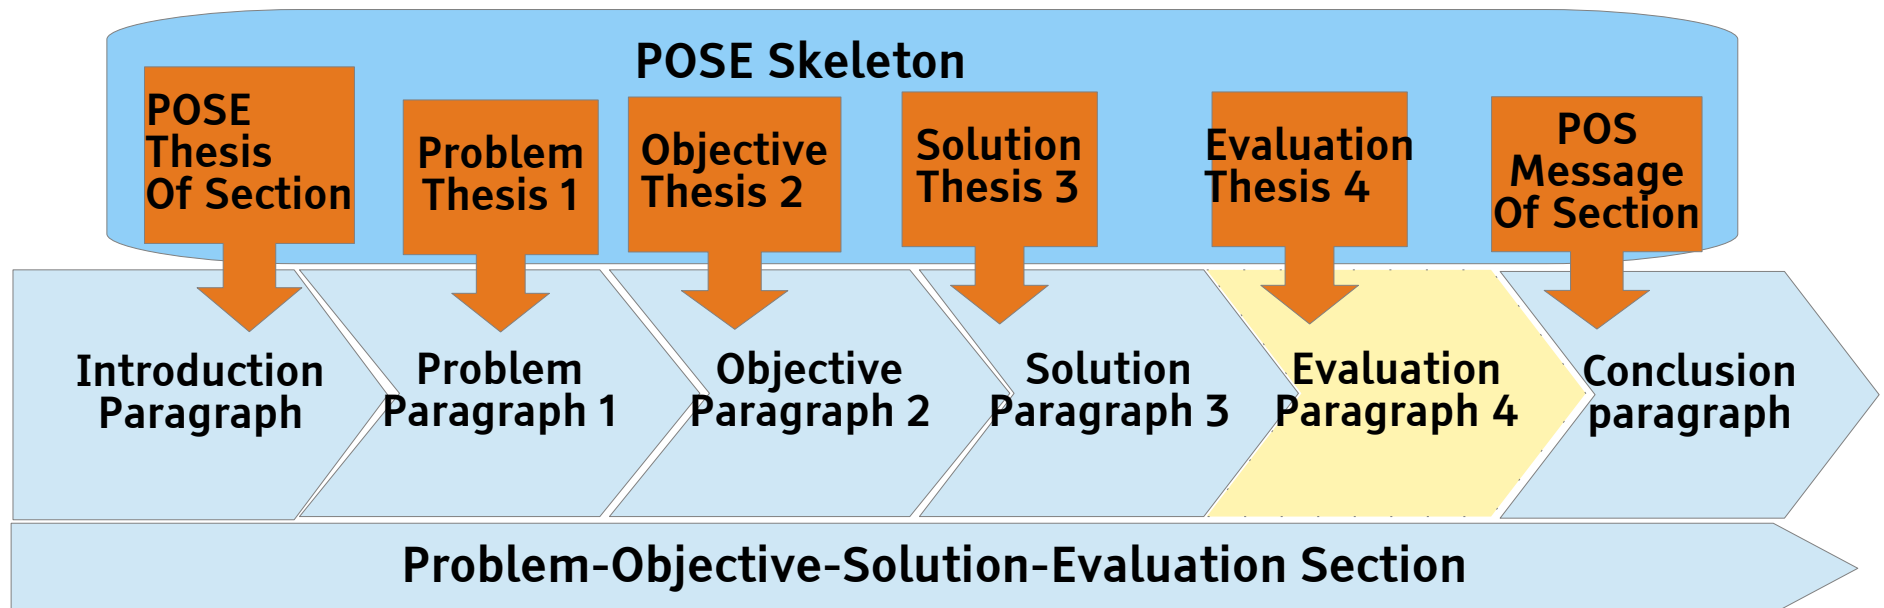 POSE Skeleton
POSE
Thesis
Of Section
Problem
Thesis 1
Objective
Thesis 2
Solution
Thesis 3
Evaluation
Thesis 4
POS
Message
Of Section
Introduction
Paragraph
Problem
Paragraph 1
Objective
Paragraph 2
Solution
Paragraph 3
Evaluation
Paragraph 4
Conclusion
paragraph
Problem-Objective-Solution-Evaluation Section